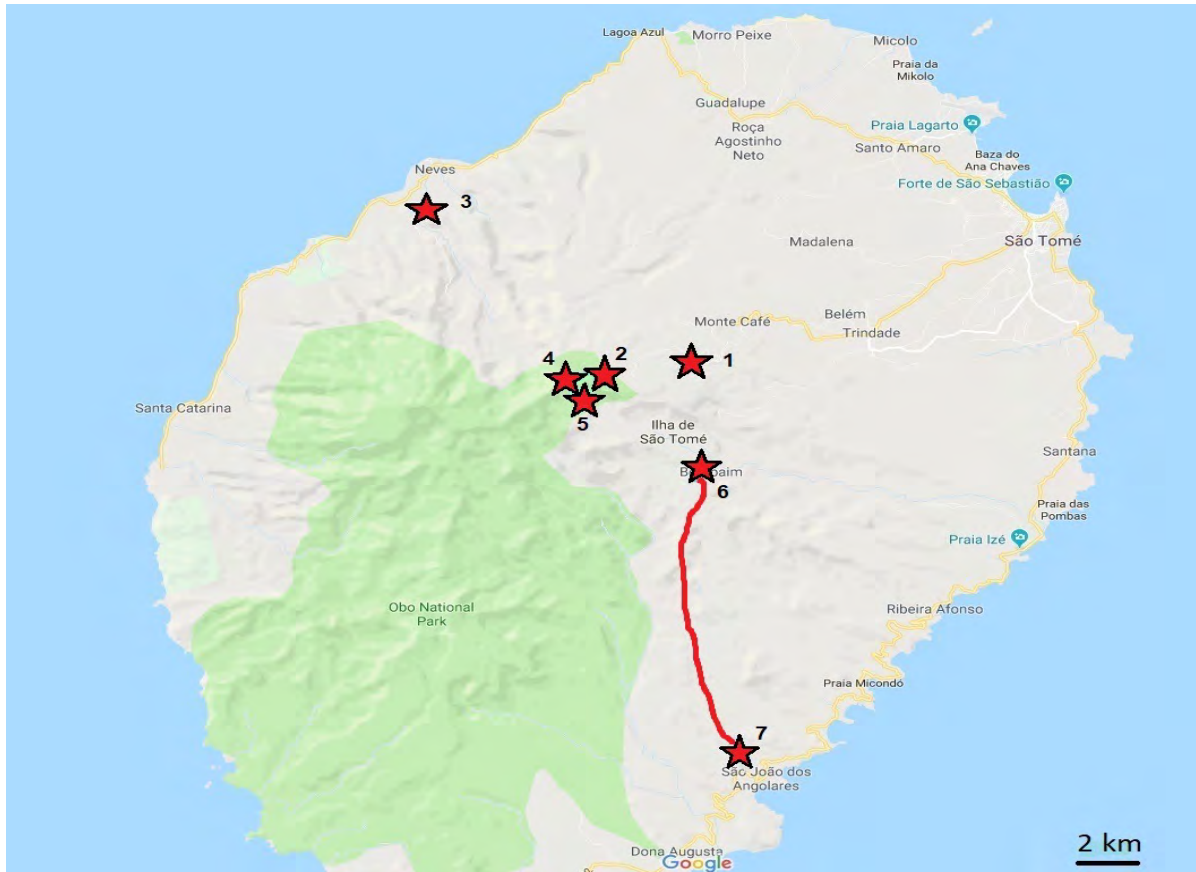 Lagoa Azul
Morro Peixe
Micolo
Praia da
Mikolo
Guadalupe
Praia Lagarto
Roça
Agostinho
Neto
Santo Amaro
Baza do
Ana Chaves
Neves
Forte de São Sebastião
3
São Tomé
Madalena
Monte Café
Belém
Trindade
4
2
1
5
Santa Catarina
Ilha de
São Tomé
Santana
6
Praia das
Pombas
Praia Izé
Obo National
Park
Ribeira Afonso
Praia Micondó
7
São João dos
Angolares
2 km
Dona Augusta
Google